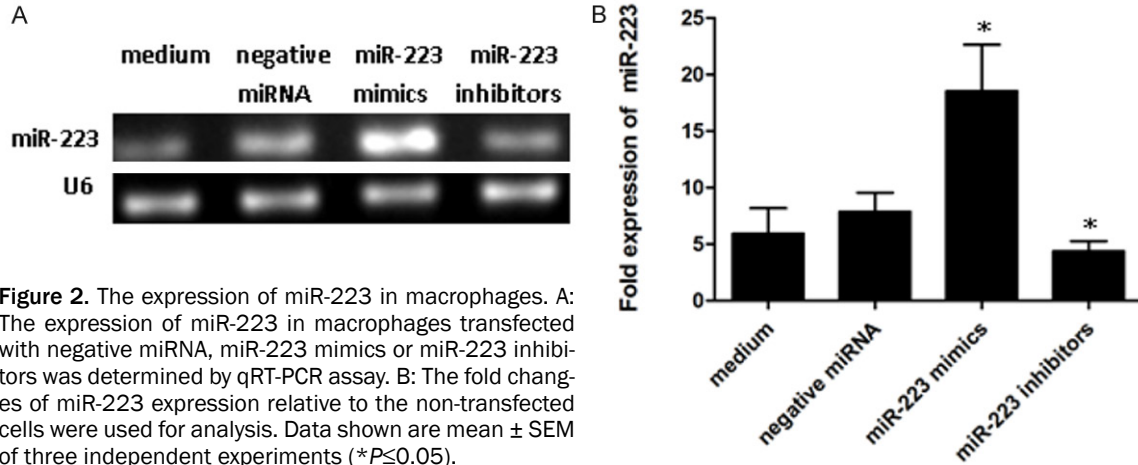 A
medium negative miR-223 miR-223
miRNA mimics inhibitors
miR-223
U6
Figure 2. The expression of miR-223 in macrophages. A:
The expression of miR-223 in macrophages transfected
with negative miRNA, miR-223 mimics or miR-223 inhibi-
tors was determined by qRT-PCR assay. B: The fold chang-
es of miR-223 expression relative to the non-transfected
cells were used for analysis. Data shown are mean ± SEM
of three independent experiments (*P≤0.05).
B
Fold expression of miR-223
25
20
15
10
5
0
*
*
medium
negative miRNA
miR-223 mimics
miR-223 inhibitors